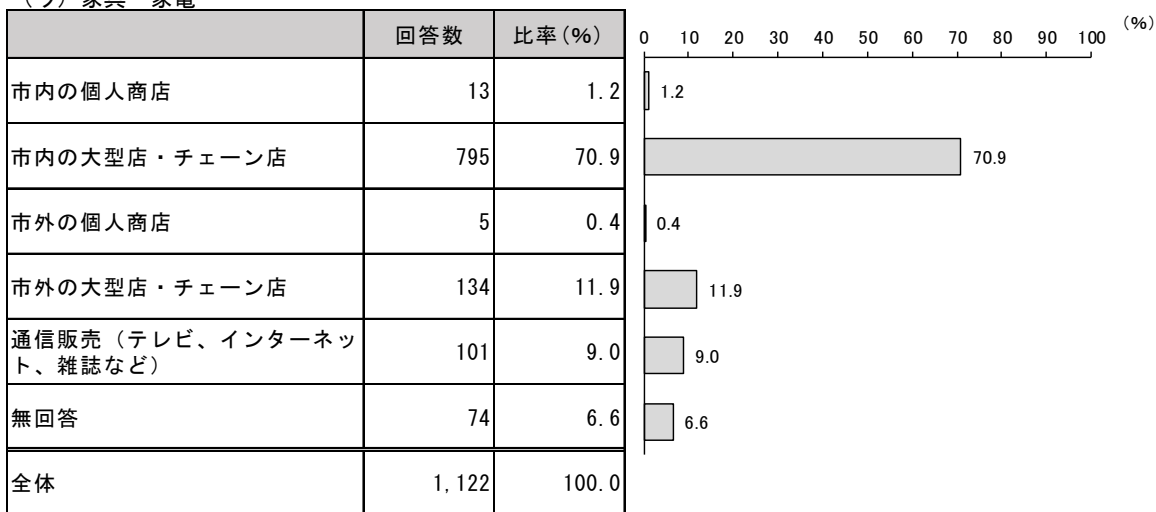 回答数 比率(%)
市内の個人商店 13 1.2
市内の大型店・チェーン店 795 70.9
市外の個人商店 5 0.4
市外の大型店・チェーン店 134 11.9
通信販売（テレビ、インターネッ
ト、雑誌など） 101 9.0
無回答 74 6.6
全体 1,122 100.0
0 10 20 30 40 50 60 70 80 90 100 (%)
1.2
70.9
0.4
11.9
9.0
6.6